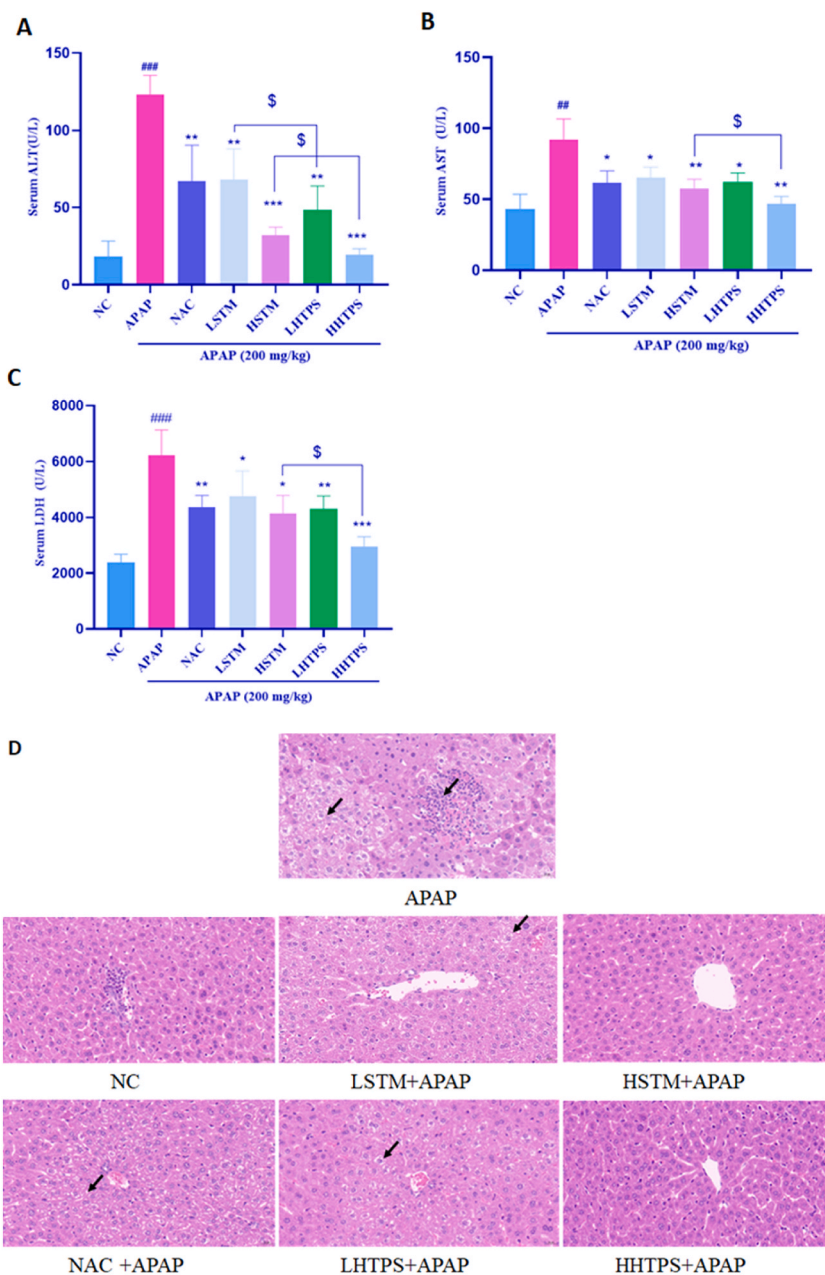 A
Serum ALT(U/L)
150
100
50
0
###
**
**
***
**
***
$
$
NC
APAP
NAC
LSTM
HSTM
LHTPS
HHTPS
APAP (200 mg/kg)
B
Serum AST (U/L)
150
100
50
0
##
*
*
**
*
**
$
NC
APAP
NAC
LSTM
HSTM
LHTPS
HHTPS
APAP (200 mg/kg)
C
Serum LDH (U/L)
8000
6000
4000
2000
0
###
**
*
*
**
***
$
NC
APAP
NAC
LSTM
HSTM
LHTPS
HHTPS
APAP (200 mg/kg)
D
APAP
NC
LSTM+APAP
HSTM+APAP
NAC +APAP
LHTPS+APAP
HHTPS+APAP